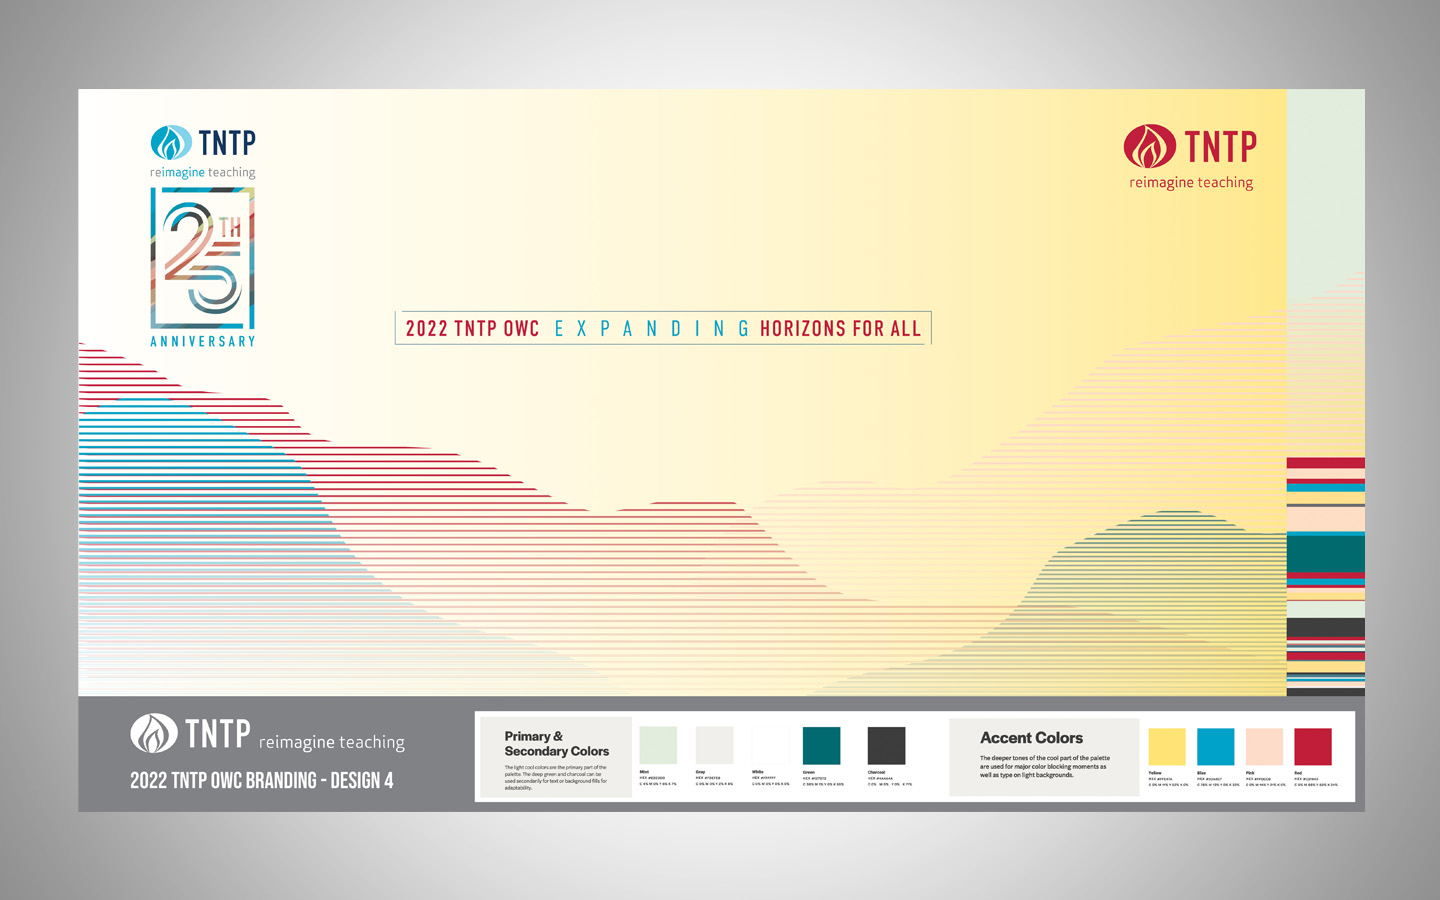 TNTP
reimagine teaching
25TH
ANNIVERSARY
TNTP
reimagine teaching
2022 TNTP OWC EXPANDING HORIZONS FOR ALL
TNTP reimagine teaching
2022 TNTP OWC BRANDING - DESIGN 4
Primary &
Secondary Colors
The light cool colors are the primary part of the
palette. The deep green and charcoal can be
used secondarily for text or background fills for
adaptability.
Mint
Gray
White
Green
Charcoal
Accent Colors
The deeper tones of the cool part of the palette
are used for major color blocking moments as
well as type on light backgrounds.
Yellow
Blue
Pink
Red